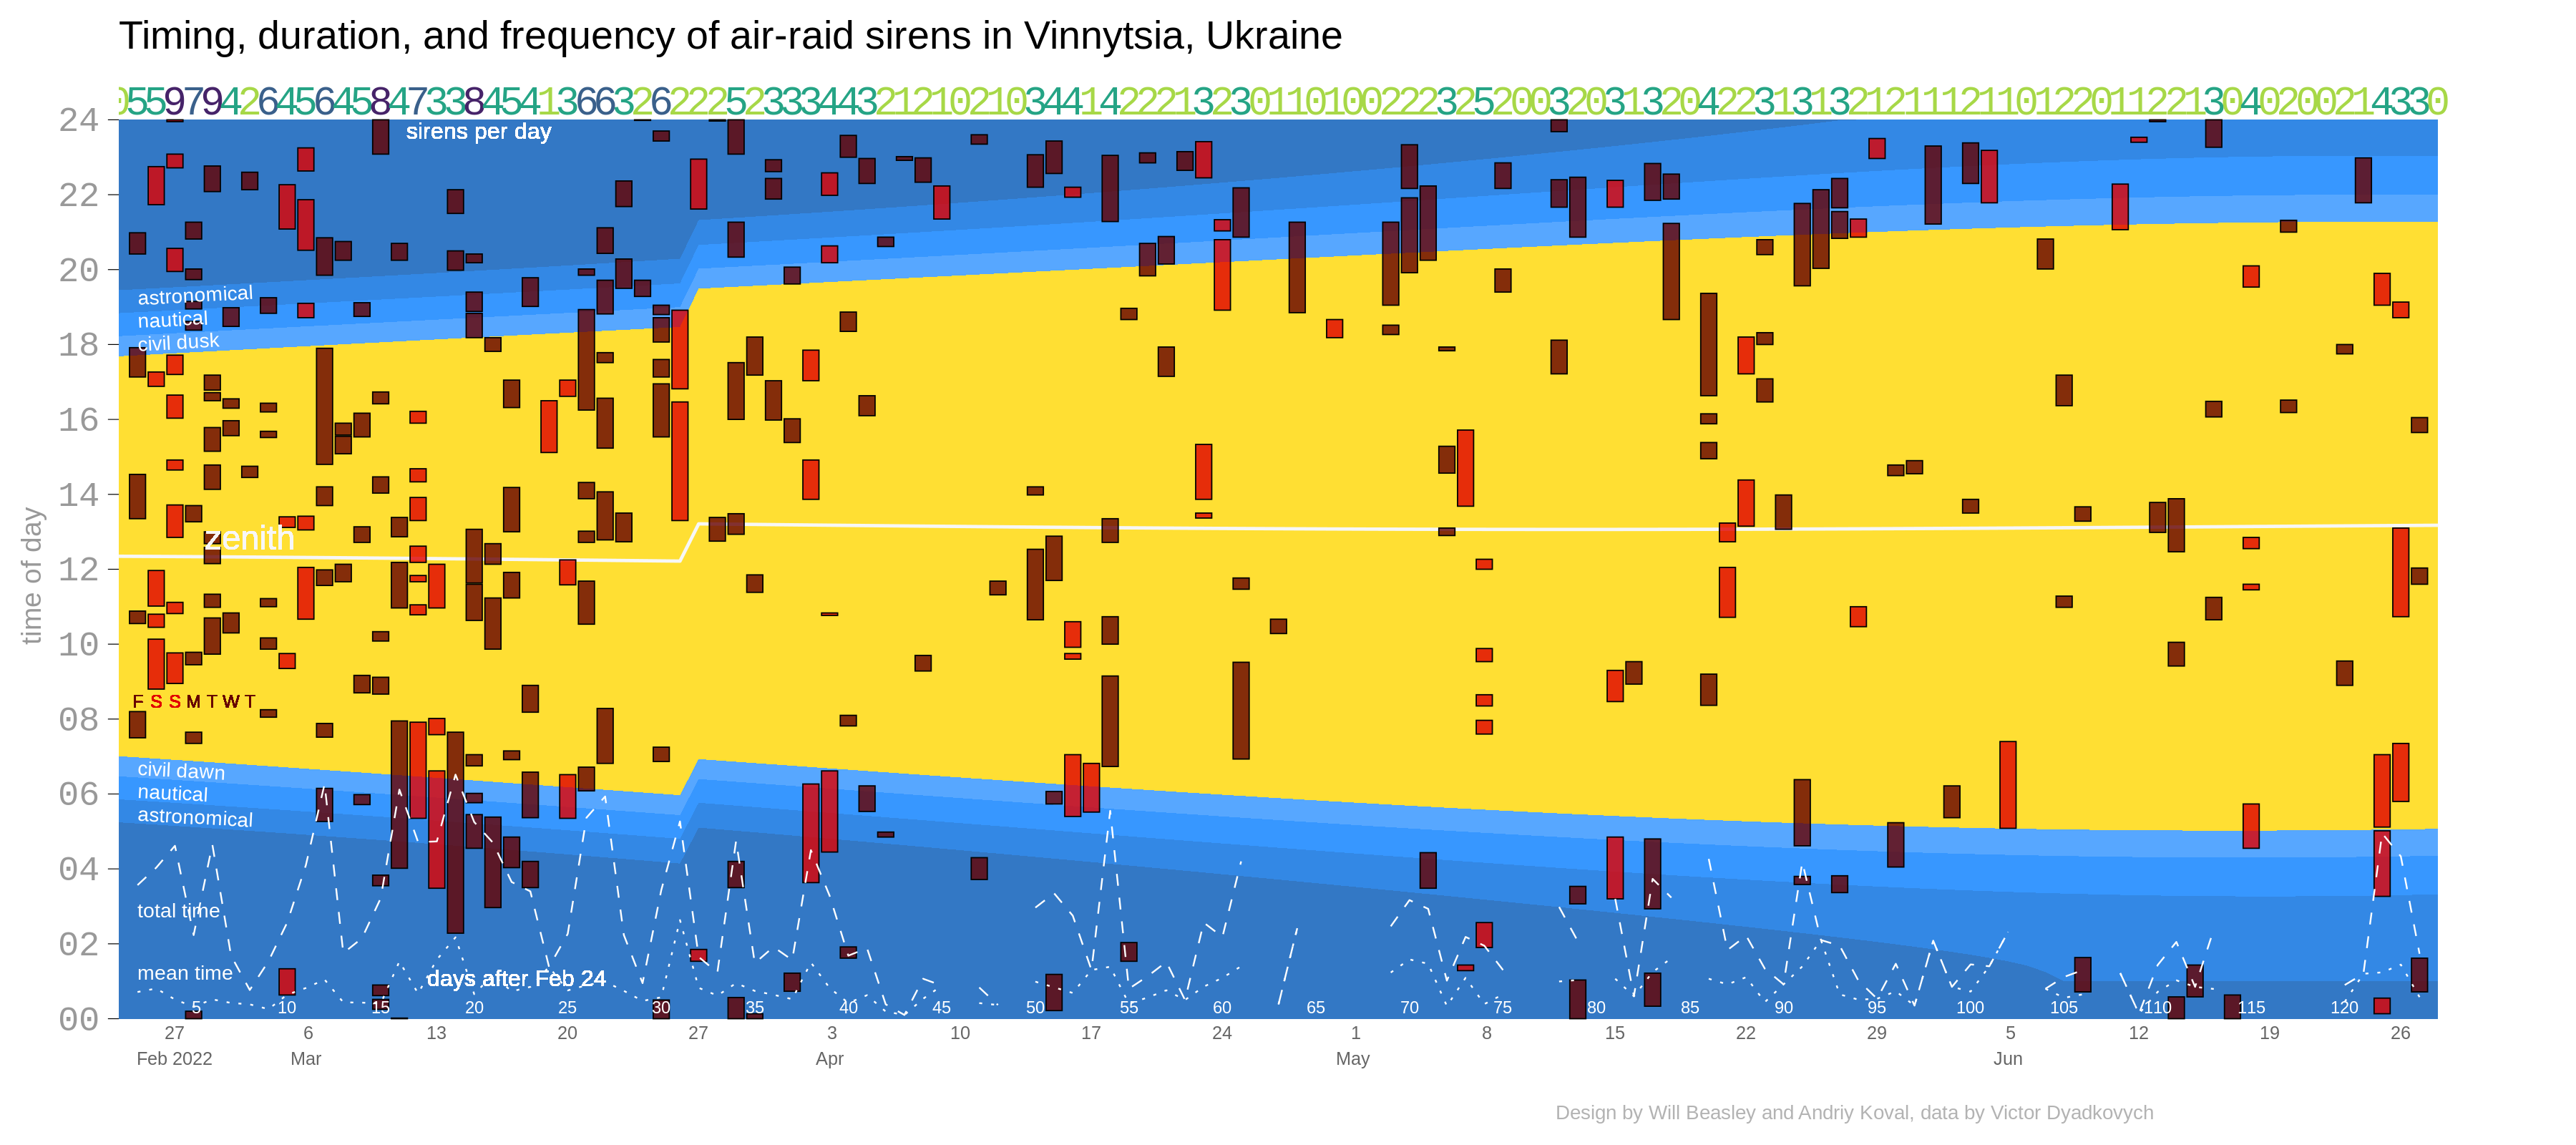 Timing, duration, and frequency of air-raid sirens in Vinnytsia, Ukraine
05597942645645847338454136632622252333443212102103441422213230110100222325200320313204223131321211121101220112213040200214330
sirens per day
24
22
20
18
16
14
12
10
08
06
04
02
00
time of day
astronomical
nautical
civil dusk
zenith
F S S M T W T
civil dawn
nautical
astronomical
total time
mean time
days after Feb 24
5 10 15 20 25 30 35 40 45 50 55 60 65 70 75 80 85 90 95 100 105 110 115 120
27 6 13 20 27 3 10 17 24 1 8 15 22 29 5 12 19 26
Feb 2022 Mar Apr May Jun
Design by Will Beasley and Andriy Koval, data by Victor Dyadkovych